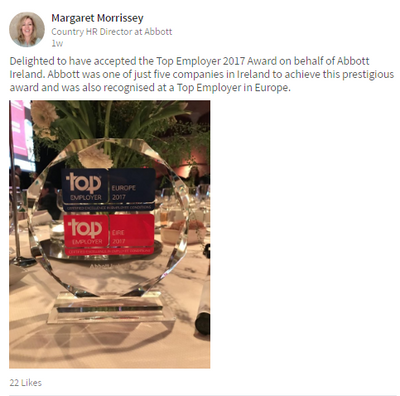 Margaret Morrissey
Country HR Director at Abbott
1w
Delighted to have accepted the Top Employer 2017 Award on behalf of Abbott
Ireland. Abbott was one of just five companies in Ireland to achieve this prestigious
award and was also recognised at a Top Employer in Europe.
top
EMPLOYER
EUROPE
2017
top
EMPLOYER
ÉIRE
2017
22 Likes